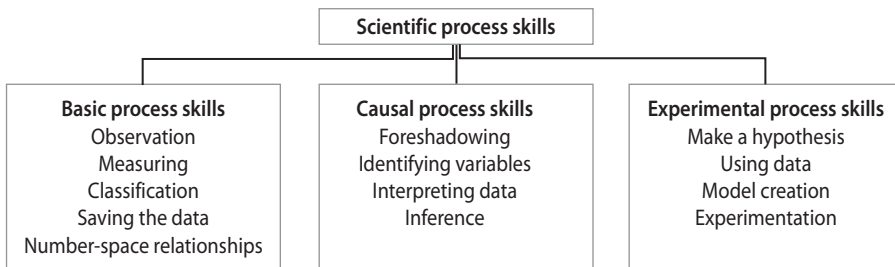 Scientific process skills
Basic process skills
Observation
Measuring
Classification
Saving the data
Number-space relationships
Causal process skills
Foreshadowing
Identifying variables
Interpreting data
Inference
Experimental process skills
Make a hypothesis
Using data
Model creation
Experimentation